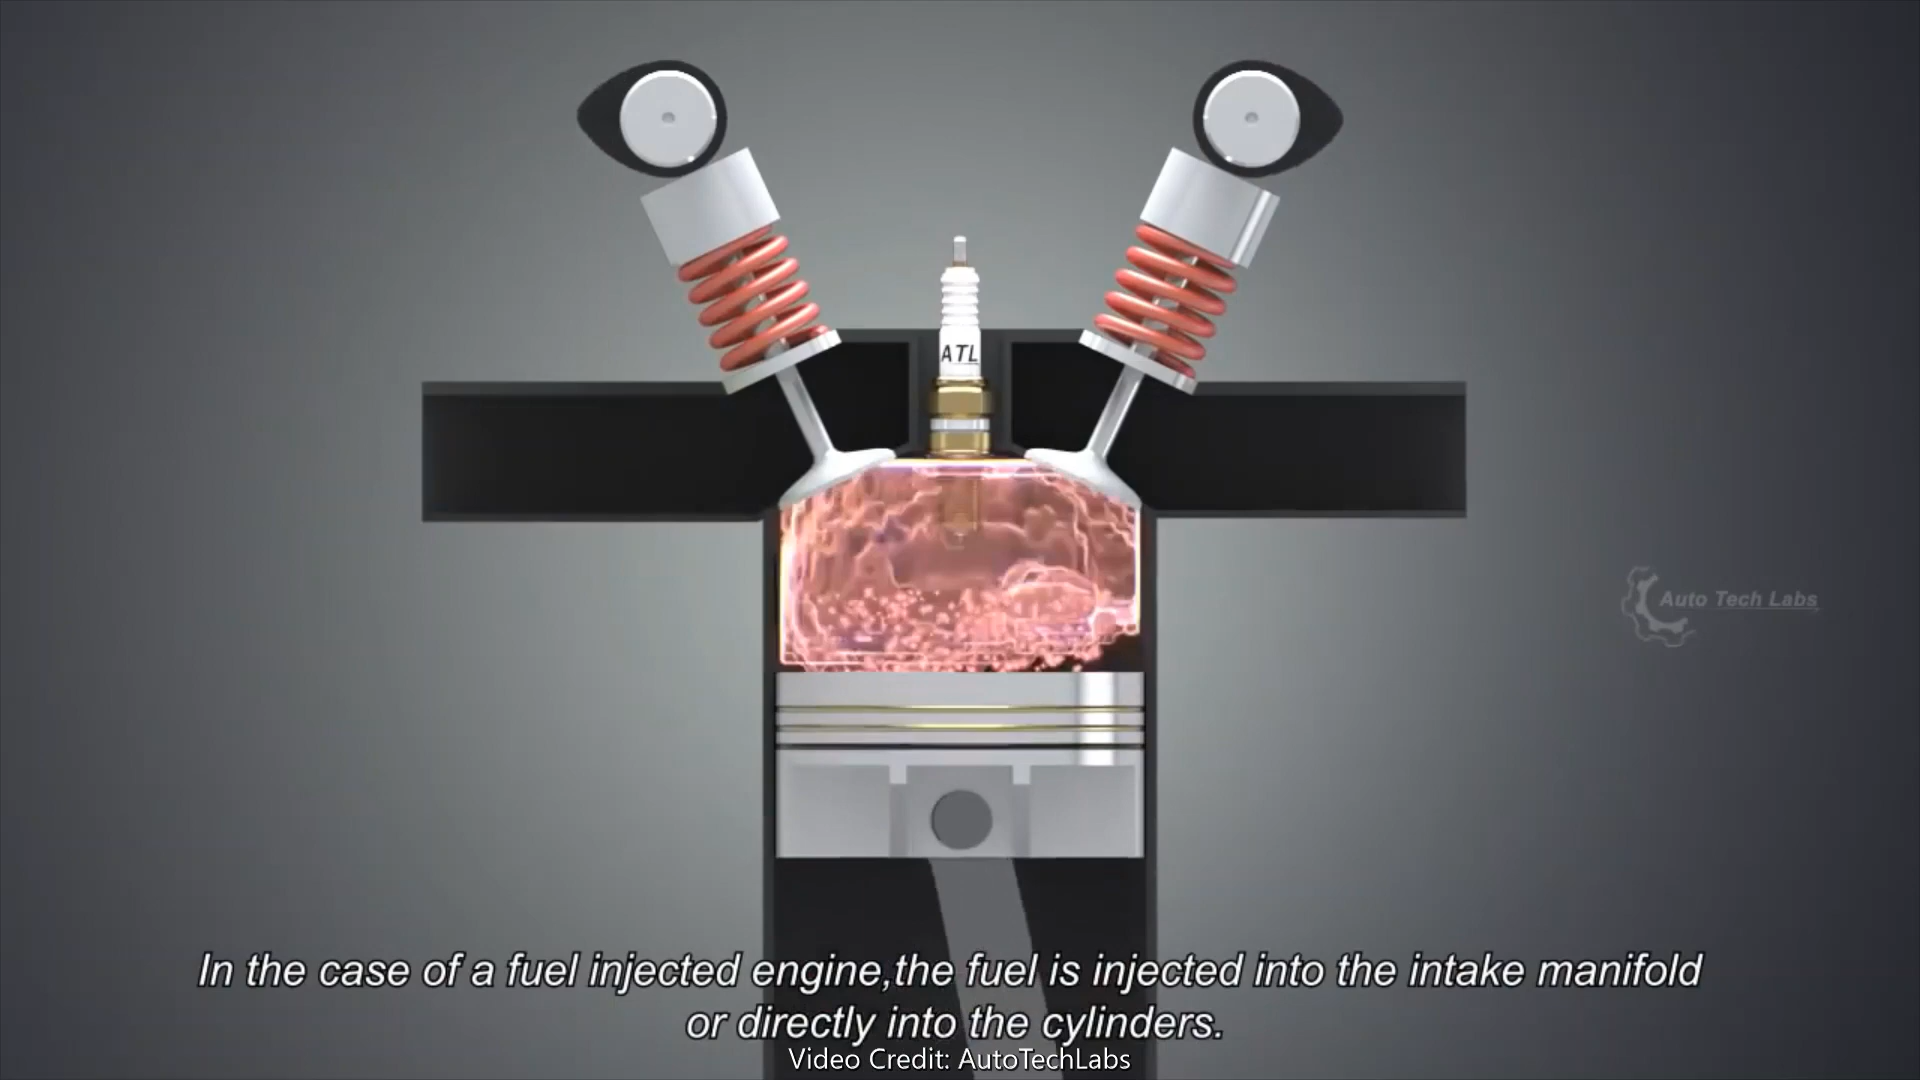 ATL
Auto Tech Labs
In the case of a fuel injected engine,the fuel is injected into the intake manifold
or directly into the cylinders.
Video Credit: AutoTechLabs